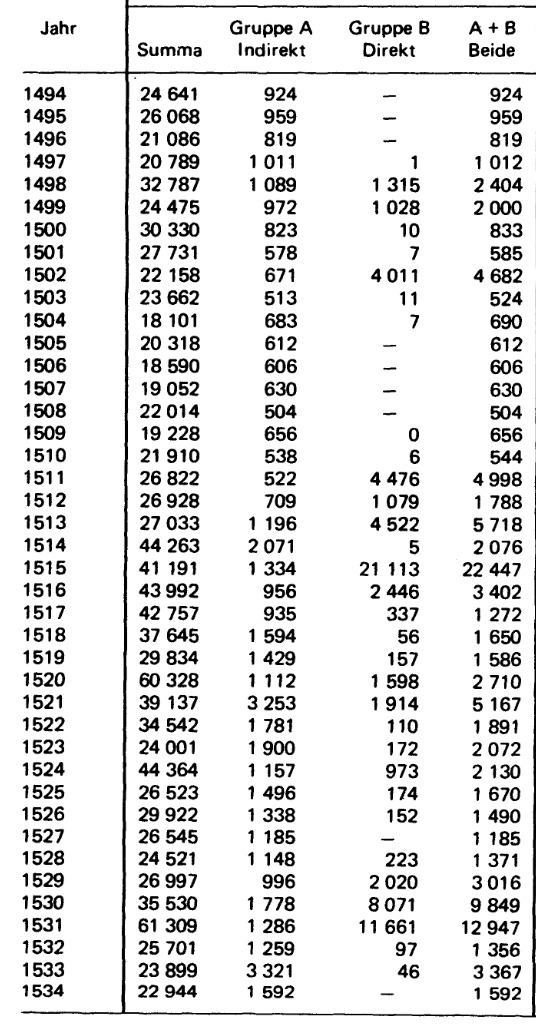 Jahr Gruppe A Gruppe B A + B
Summa Indirekt Direkt Beide
1494 24 641 924 — 924
1495 26 068 959 — 959
1496 21 086 819 — 819
1497 20 789 1 011 1 1 012
1498 32 787 1 089 1 315 2 404
1499 24 475 972 1 028 2 000
1500 30 330 823 10 833
1501 27 731 578 7 585
1502 22 158 671 4 011 4 682
1503 23 662 513 11 524
1504 18 101 683 7 690
1505 20 318 612 — 612
1506 18 590 606 — 606
1507 19 052 630 — 630
1508 22 014 504 — 504
1509 19 228 656 0 656
1510 21 910 538 6 544
1511 26 822 522 4 476 4 998
1512 26 928 709 1 079 1 788
1513 27 033 1 196 4 522 5 718
1514 44 263 2 071 5 2 076
1515 41 191 1 334 21 113 22 447
1516 43 992 956 2 446 3 402
1517 42 757 935 337 1 272
1518 37 645 1 594 56 1 650
1519 29 834 1 429 157 1 586
1520 60 328 1 112 1 598 2 710
1521 39 137 3 253 1 914 5 167
1522 34 542 1 781 110 1 891
1523 24 001 1 900 172 2 072
1524 44 364 1 157 973 2 130
1525 26 523 1 496 174 1 670
1526 29 922 1 338 152 1 490
1527 26 545 1 185 — 1 185
1528 24 521 1 148 223 1 371
1529 26 997 996 2 020 3 016
1530 35 530 1 778 8 071 9 849
1531 61 309 1 286 11 661 12 947
1532 25 701 1 259 97 1 356
1533 23 899 3 321 46 3 367
1534 22 944 1 592 — 1 592